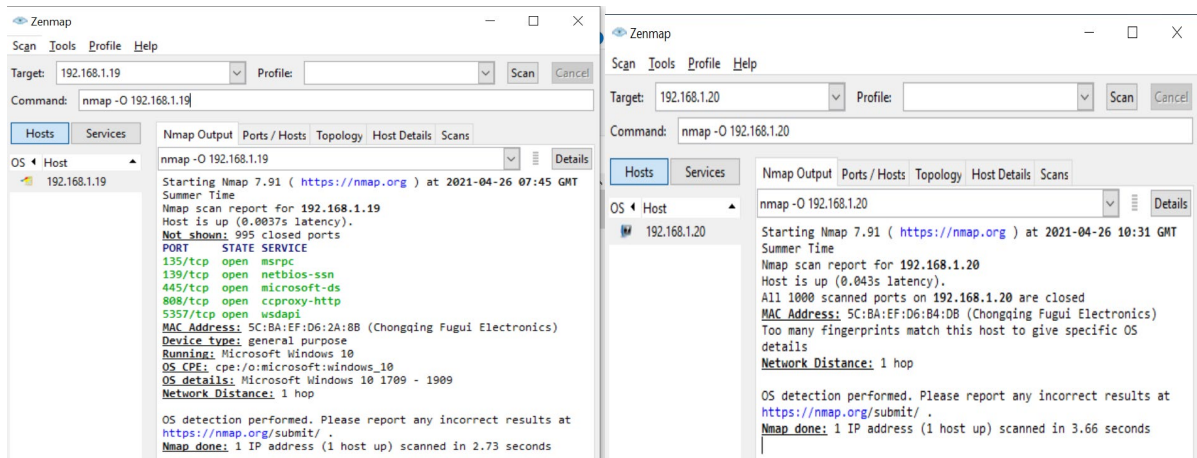 Zenmap
Scan Tools Profile Help
Target: 192.168.1.19 Profile: Scan Cancel
Command: nmap -O 192.168.1.19
Hosts Services
Nmap Output Ports / Hosts Topology Host Details Scans
OS Host
192.168.1.19
nmap -O 192.168.1.19 Details
Starting Nmap 7.91 ( https://nmap.org ) at 2021-04-26 07:45 GMT
Summer Time
Nmap scan report for 192.168.1.19
Host is up (0.0037s latency).
Not shown: 995 closed ports
PORT STATE SERVICE
135/tcp open msrpc
139/tcp open netbios-ssn
445/tcp open microsoft-ds
808/tcp open ccproxy-http
5357/tcp open wsdapi
MAC Address: 5C:BA:EF:D6:2A:8B (Chongqing Fugui Electronics)
Device type: general purpose
Running: Microsoft Windows 10
OS CPE: cpe:/o:microsoft:windows_10
OS details: Microsoft Windows 10 1709 - 1909
Network Distance: 1 hop
OS detection performed. Please report any incorrect results at
https://nmap.org/submit/ .
Nmap done: 1 IP address (1 host up) scanned in 2.73 seconds
Zenmap
Scan Tools Profile Help
Target: 192.168.1.20 Profile: Scan Cancel
Command: nmap -O 192.168.1.20
Hosts Services
Nmap Output Ports / Hosts Topology Host Details Scans
OS Host
192.168.1.20
nmap -O 192.168.1.20 Details
Starting Nmap 7.91 ( https://nmap.org ) at 2021-04-26 10:31 GMT
Summer Time
Nmap scan report for 192.168.1.20
Host is up (0.043s latency).
All 1000 scanned ports on 192.168.1.20 are closed
MAC Address: 5C:BA:EF:D6:B4:DB (Chongqing Fugui Electronics)
Too many fingerprints match this host to give specific OS
details
Network Distance: 1 hop
OS detection performed. Please report any incorrect results at
https://nmap.org/submit/ .
Nmap done: 1 IP address (1 host up) scanned in 3.66 seconds